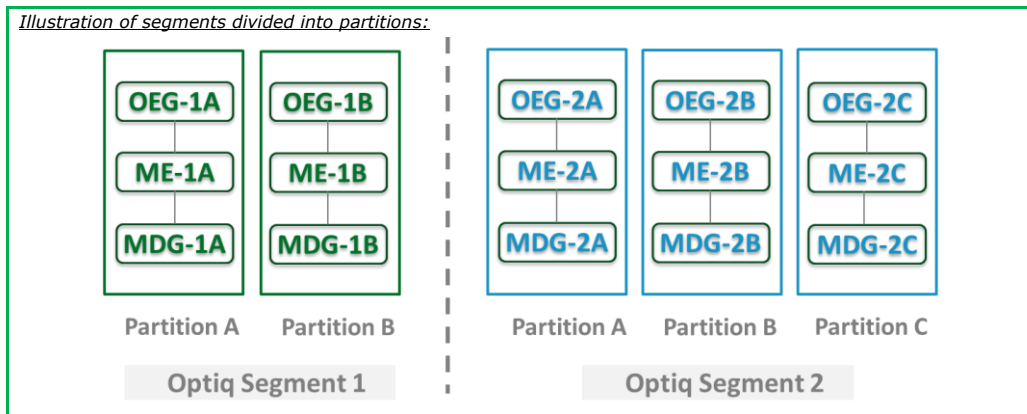 Illustration of segments divided into partitions:
OEG-1A OEG-1B OEG-2A OEG-2B OEG-2C
ME-1A ME-1B ME-2A ME-2B ME-2C
MDG-1A MDG-1B MDG-2A MDG-2B MDG-2C
Partition A Partition B Partition A Partition B Partition C
Optiq Segment 1 Optiq Segment 2